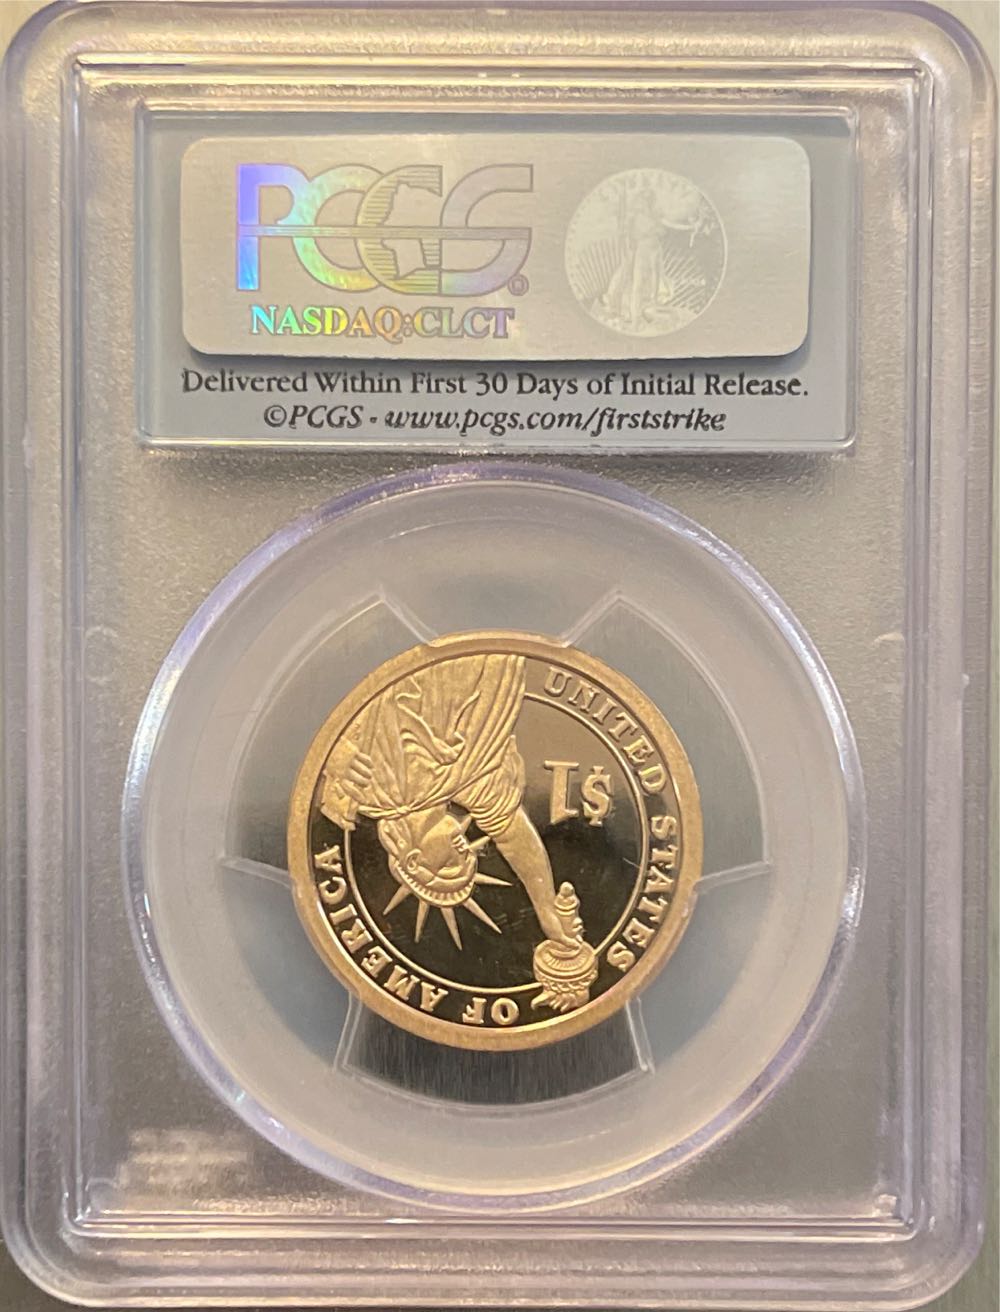 PCGS®
NASDAQ:CLCT
Delivered Within First 30 Days of Initial Release.
©PCGS - www.pcgs.com/firststrike
UNITED STATES OF AMERICA
$1